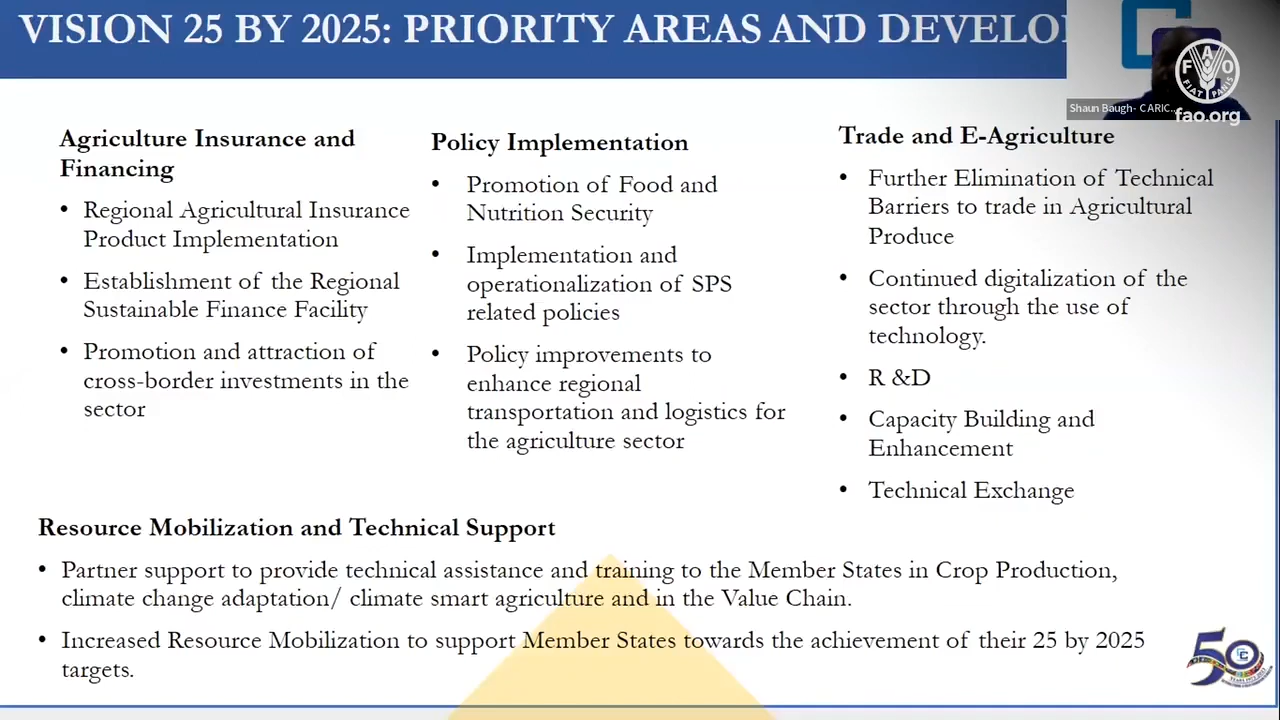 VISION 25 BY 2025: PRIORITY AREAS AND
Shaun Baugh- CARIC...
F A O
FIAT PANIS
fao.org
Agriculture Insurance and
Financing
• Regional Agricultural Insurance
Product Implementation
• Establishment of the Regional
Sustainable Finance Facility
• Promotion and attraction of
cross-border investments in the
sector
Policy Implementation
• Promotion of Food and
Nutrition Security
• Implementation and
operationalization of SPS
related policies
• Policy improvements to
enhance regional
transportation and logistics for
the agriculture sector
Trade and E-Agriculture
• Further Elimination of Technical
Barriers to trade in Agricultural
Produce
• Continued digitalization of the
sector through the use of
technology.
• R &D
• Capacity Building and
Enhancement
• Technical Exchange
Resource Mobilization and Technical Support
• Partner support to provide technical assistance and training to the Member States in Crop Production,
climate change adaptation/ climate smart agriculture and in the Value Chain.
• Increased Resource Mobilization to support Member States towards the achievement of their 25 by 2025
targets.
50